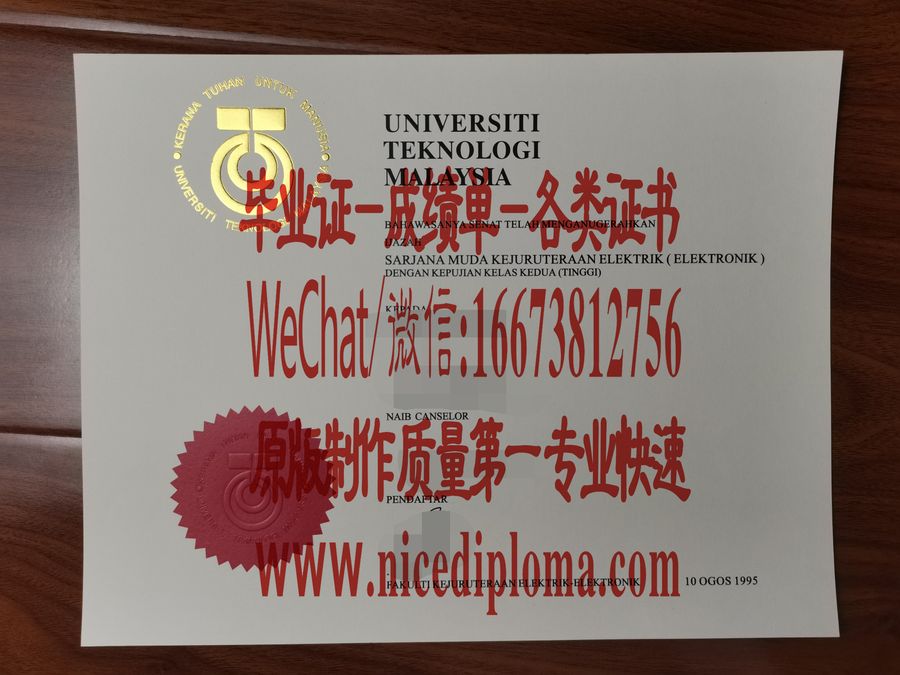 KERANA TUHAN UNTUK MANUSIA
UNIVERSITI
UNIVERSITI
TEKNOLOGI
MALAYSIA
毕业证—成绩单—各类证书
BAHAWASANYA SENAT TELAH MENGANUGERAHKAN
IJAZAH
SARJANA MUDA KEJURUTERAAN ELEKTRIK ( ELEKTRONIK )
DENGAN KEPUJIAN KELAS KEDUA (TINGGI)
KEPADA
WeChat/微信:16673812756
NAIB CANSELOR
原版制作质量第一专业快速
PENDAFTAR
www.nicediploma.com
FAKULTI KEJURUTERAAN ELEKTRIK-ELEKTRONIK
10 OGOS 1995